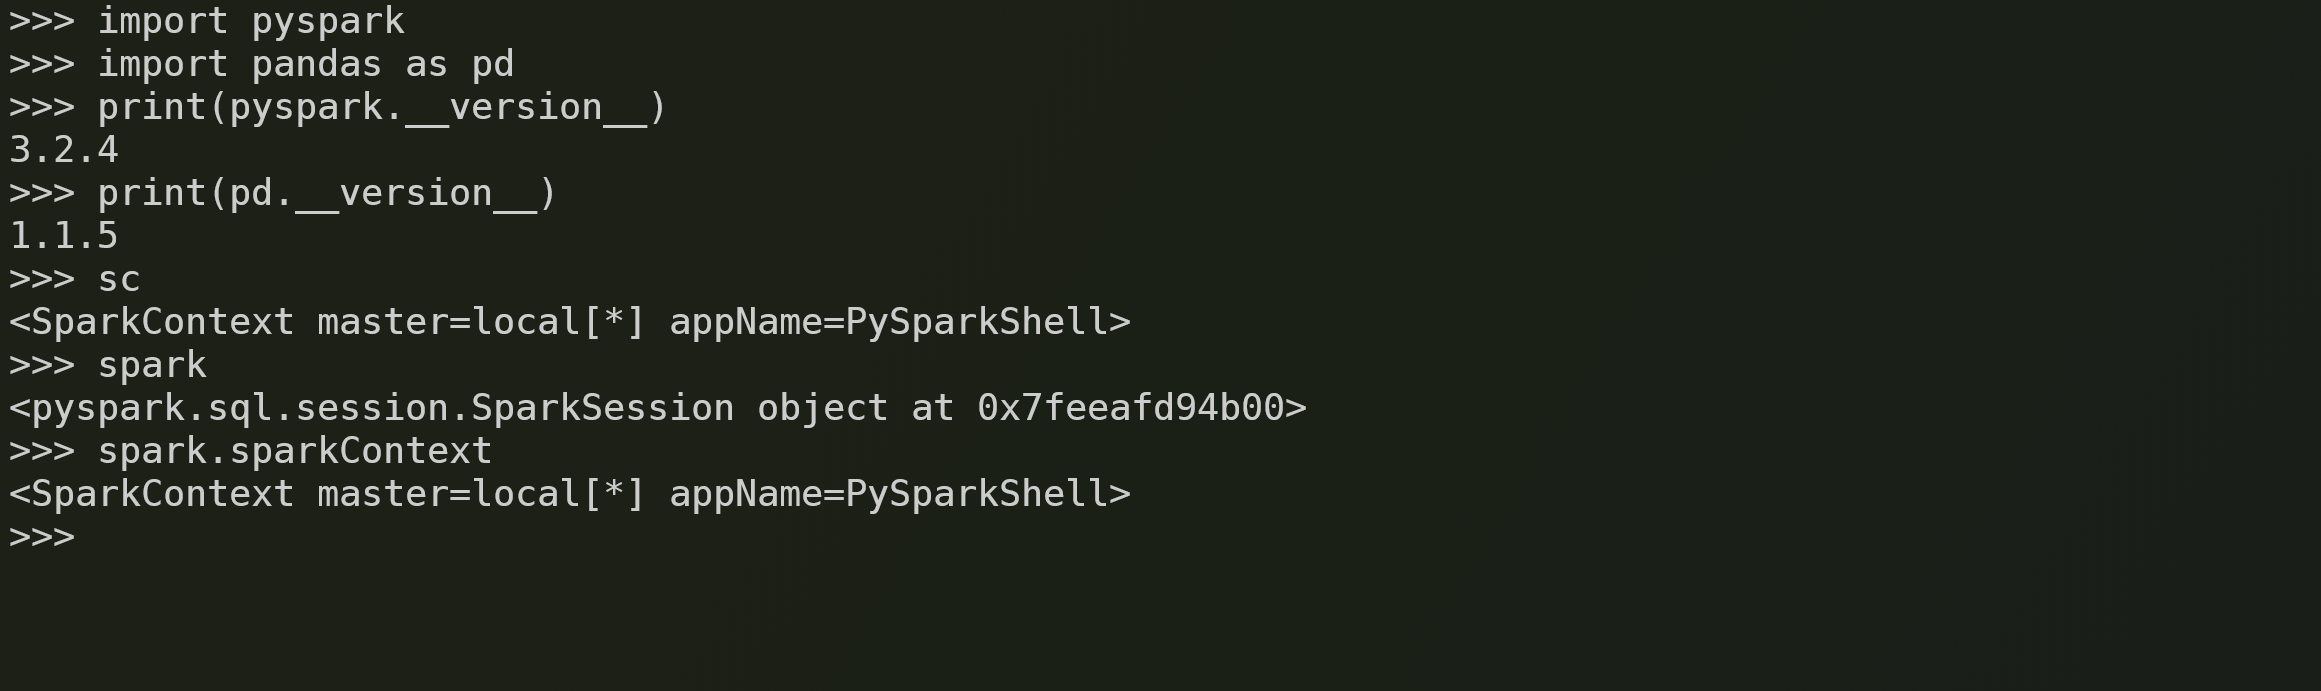 >>> import pyspark
>>> import pandas as pd
>>> print(pyspark.__version__)
3.2.4
>>> print(pd.__version__)
1.1.5
>>> sc
<SparkContext master=local[*] appName=PySparkShell>
>>> spark
<pyspark.sql.session.SparkSession object at 0x7feeafd94b00>
>>> spark.sparkContext
<SparkContext master=local[*] appName=PySparkShell>
>>>